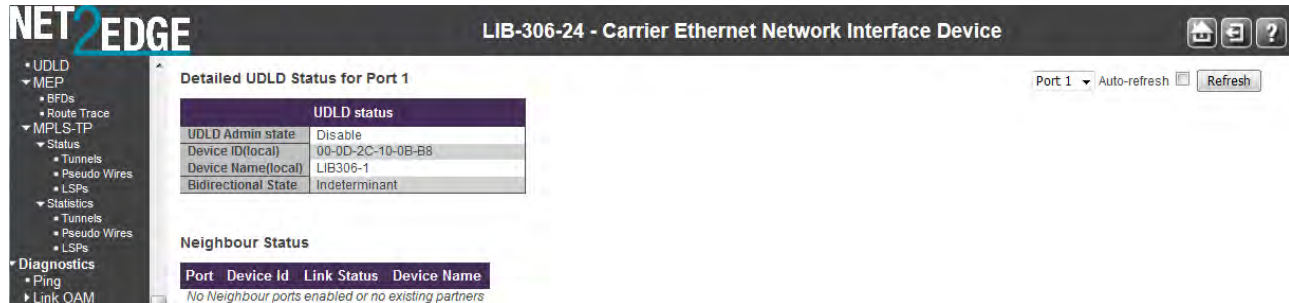 NET2EDGE
LIB-306-24 - Carrier Ethernet Network Interface Device
?
UDLD
MEP
BFDs
Route Trace
MPLS-TP
Status
Tunnels
Pseudo Wires
LSPs
Statistics
Tunnels
Pseudo Wires
LSPs
Diagnostics
Ping
Link OAM
Detailed UDLD Status for Port 1
Port 1 Auto-refresh Refresh
UDLD status
UDLD Admin state Disable
Device ID(local) 00-0D-2C-10-0B-B8
Device Name(local) LIB306-1
Bidirectional State Indeterminant
Neighbour Status
Port Device Id Link Status Device Name
No Neighbour ports enabled or no existing partners